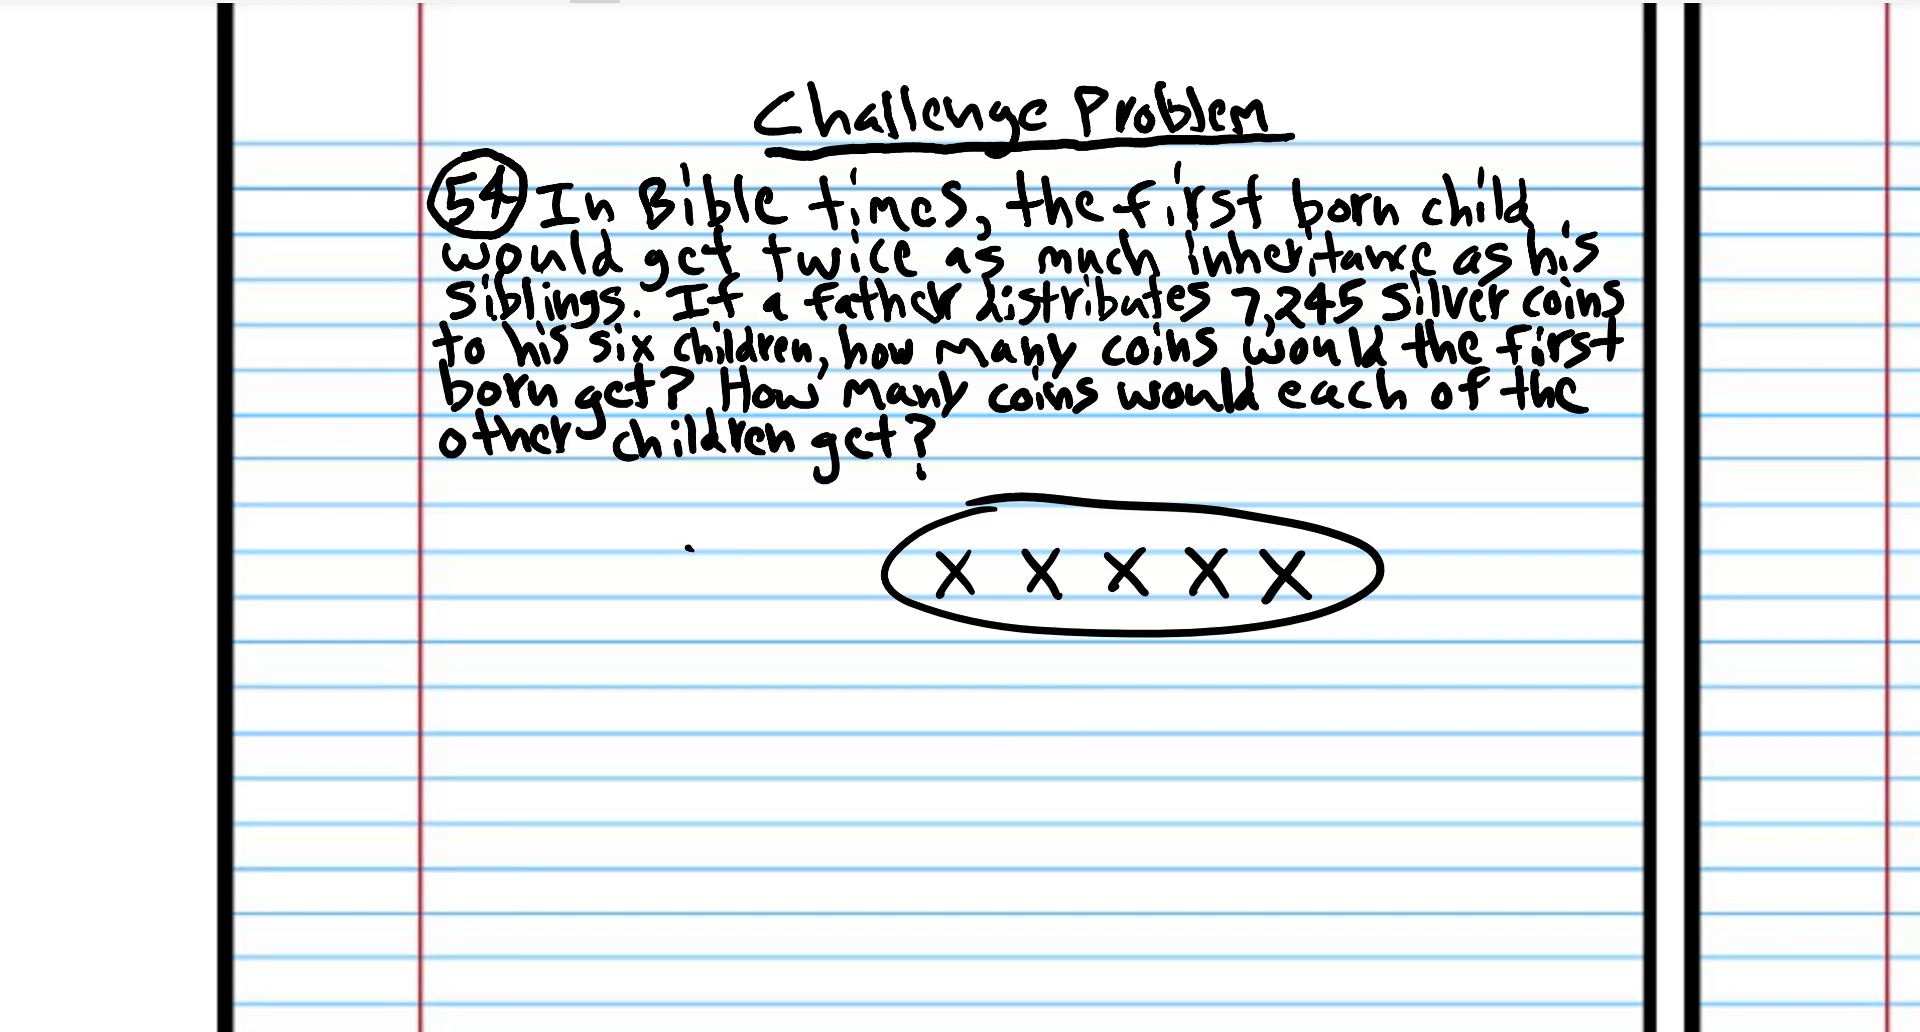 Challenge Problem
54 In Bible times, the first born child
would get twice as much inheritance as his
siblings. If a father distributes 7,245 silver coins
to his six children, how many coins would the first
born get? How many coins would each of the
other children get?
X X X X X